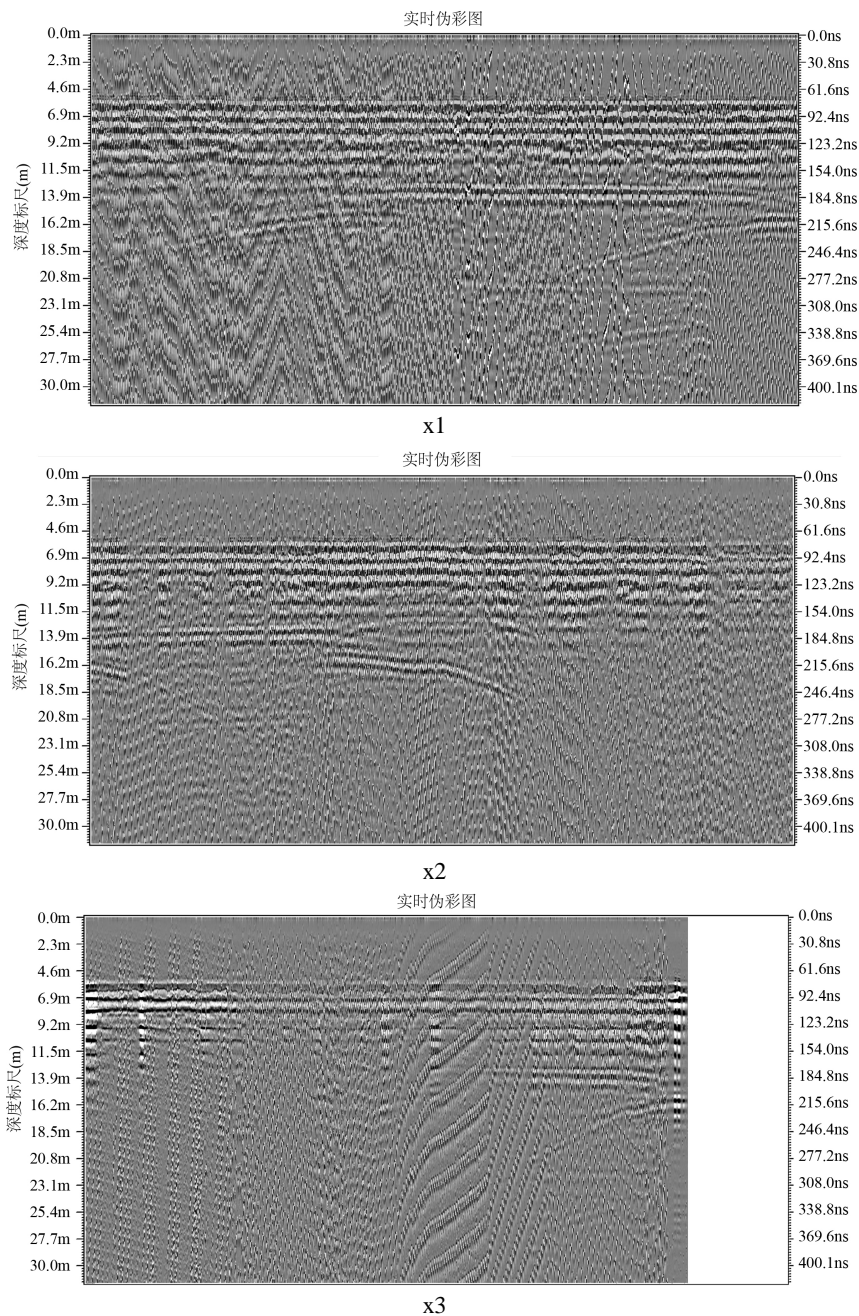 实时伪彩图
0.0m
2.3m
4.6m
6.9m
9.2m
11.5m
13.9m
16.2m
18.5m
20.8m
23.1m
25.4m
27.7m
30.0m
深度标尺(m)
0.0ns
30.8ns
61.6ns
92.4ns
123.2ns
154.0ns
184.8ns
215.6ns
246.4ns
277.2ns
308.0ns
338.8ns
369.6ns
400.1ns
x1
实时伪彩图
0.0m
2.3m
4.6m
6.9m
9.2m
11.5m
13.9m
16.2m
18.5m
20.8m
23.1m
25.4m
27.7m
30.0m
深度标尺(m)
0.0ns
30.8ns
61.6ns
92.4ns
123.2ns
154.0ns
184.8ns
215.6ns
246.4ns
277.2ns
308.0ns
338.8ns
369.6ns
400.1ns
x2
实时伪彩图
0.0m
2.3m
4.6m
6.9m
9.2m
11.5m
13.9m
16.2m
18.5m
20.8m
23.1m
25.4m
27.7m
30.0m
深度标尺(m)
0.0ns
30.8ns
61.6ns
92.4ns
123.2ns
154.0ns
184.8ns
215.6ns
246.4ns
277.2ns
308.0ns
338.8ns
369.6ns
400.1ns
x3